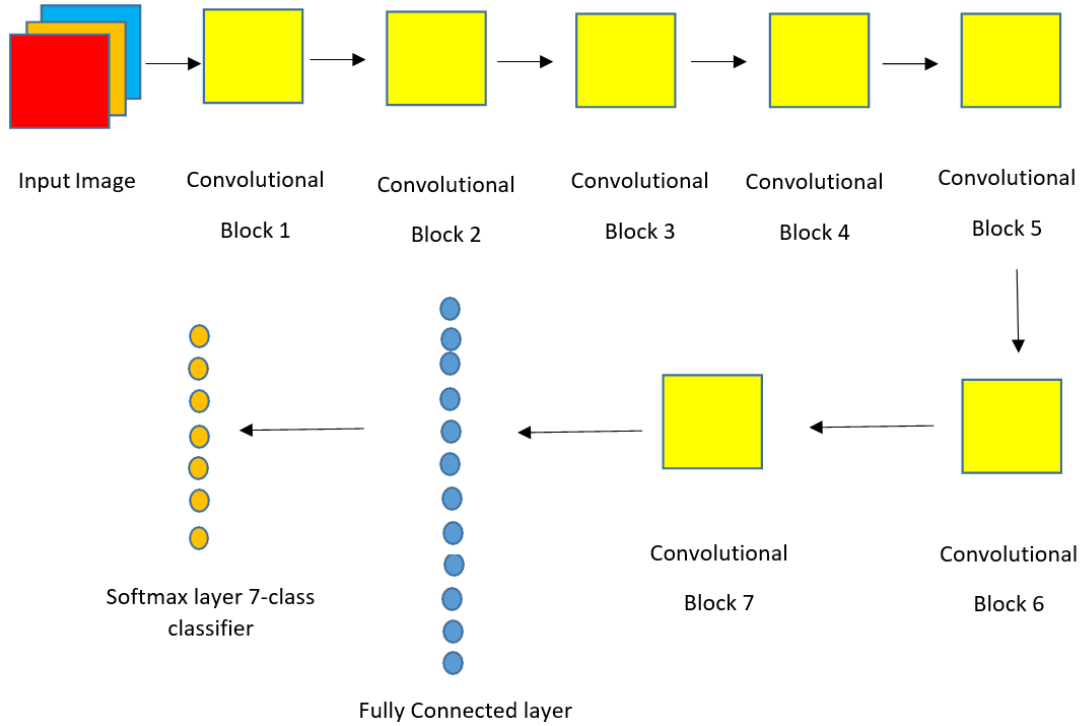 Input Image
Convolutional
Block 1
Convolutional
Block 2
Convolutional
Block 3
Convolutional
Block 4
Convolutional
Block 5
Convolutional
Block 6
Convolutional
Block 7
Fully Connected layer
Softmax layer 7-class
classifier